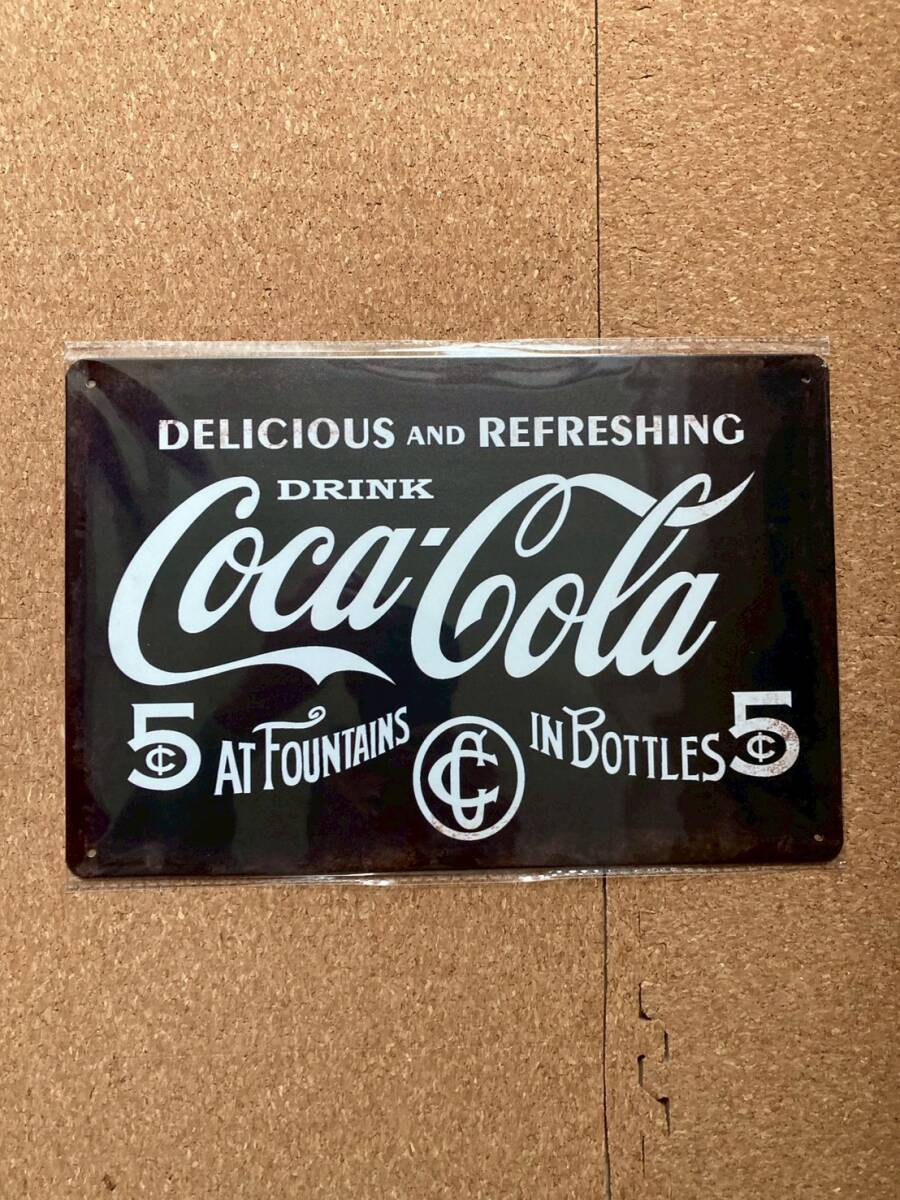 DELICIOUS AND REFRESHING
DRINK
Coca-Cola
5¢ AT FOUNTAINS CC IN BOTTLES 5¢